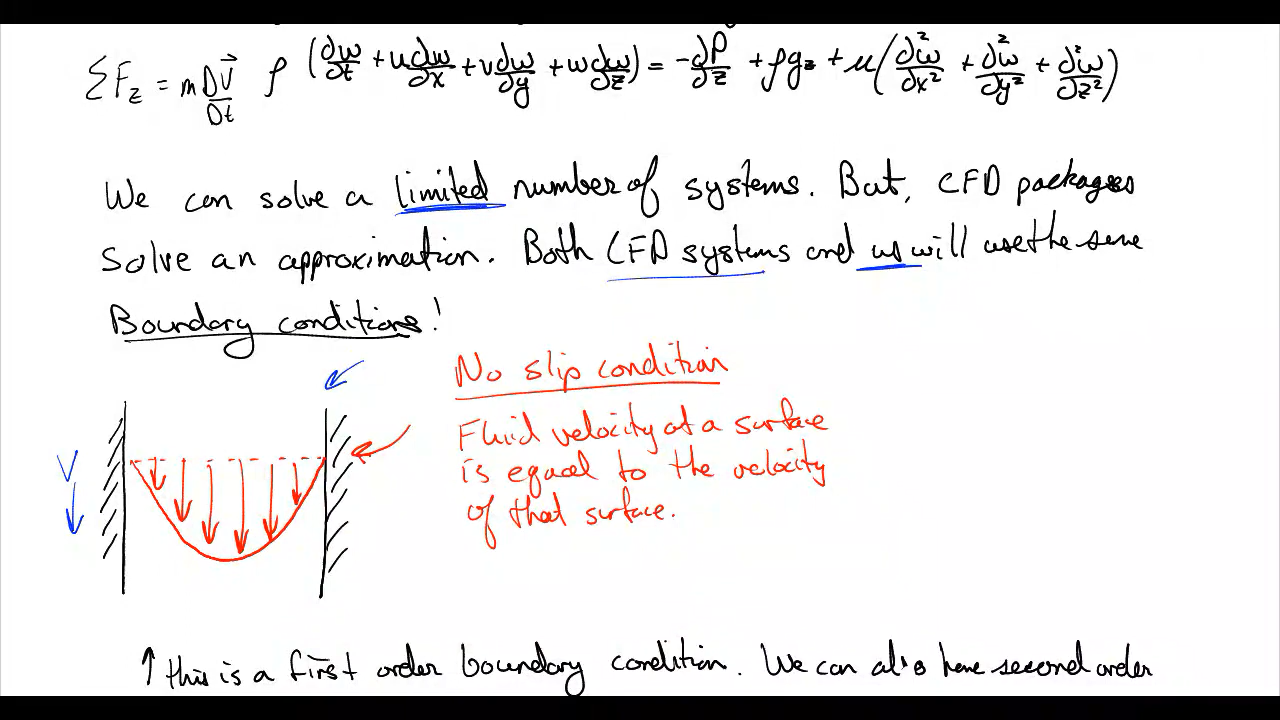 ΣF_z = m DV⃗/Dt ρ(∂w/∂t + u∂w/∂x + v∂w/∂y + w∂w/∂z) = -∂P/∂z + ρg_z + μ(∂²w/∂x² + ∂²w/∂y² + ∂²w/∂z²)
We can solve a limited number of systems. But, CFD packages
solve an approximation. Both CFD systems and us will use the same
Boundary conditions!
No slip condition
Fluid velocity at a surface
is equal to the velocity
of that surface.
V
↑ this is a first order boundary condition. We can also have second order